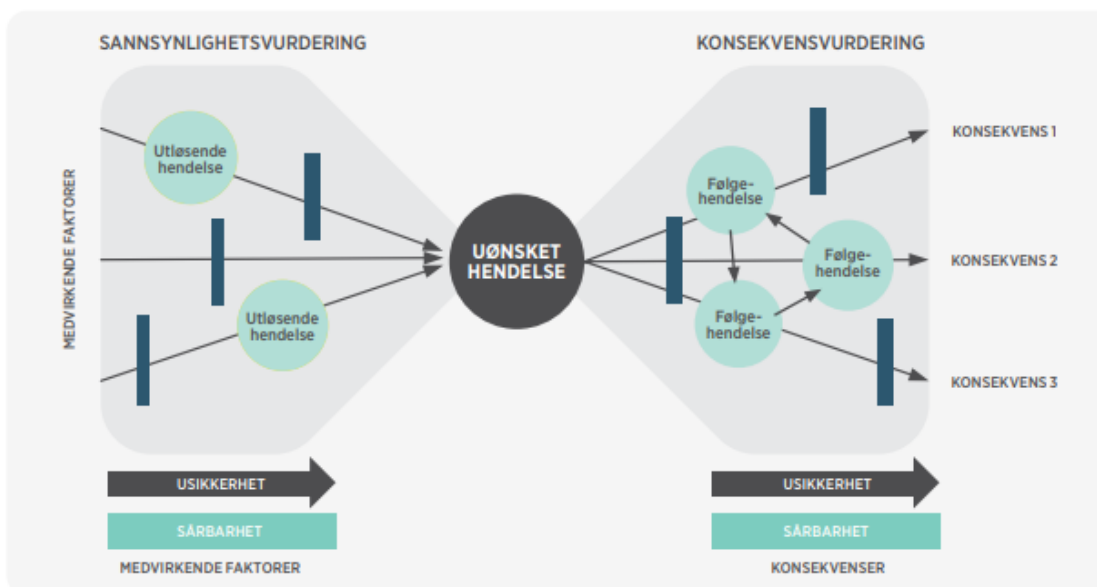 SANNSYNLIGHETSVURDERING
KONSEKVENSVURDERING
MEDVIRKENDE FAKTORER
Utløsende
hendelse
Utløsende
hendelse
UØNSKET
HENDELSE
Følge-
hendelse
Følge-
hendelse
Følge-
hendelse
KONSEKVENS 1
KONSEKVENS 2
KONSEKVENS 3
USIKKERHET
SÅRBARHET
MEDVIRKENDE FAKTORER
USIKKERHET
SÅRBARHET
KONSEKVENSER